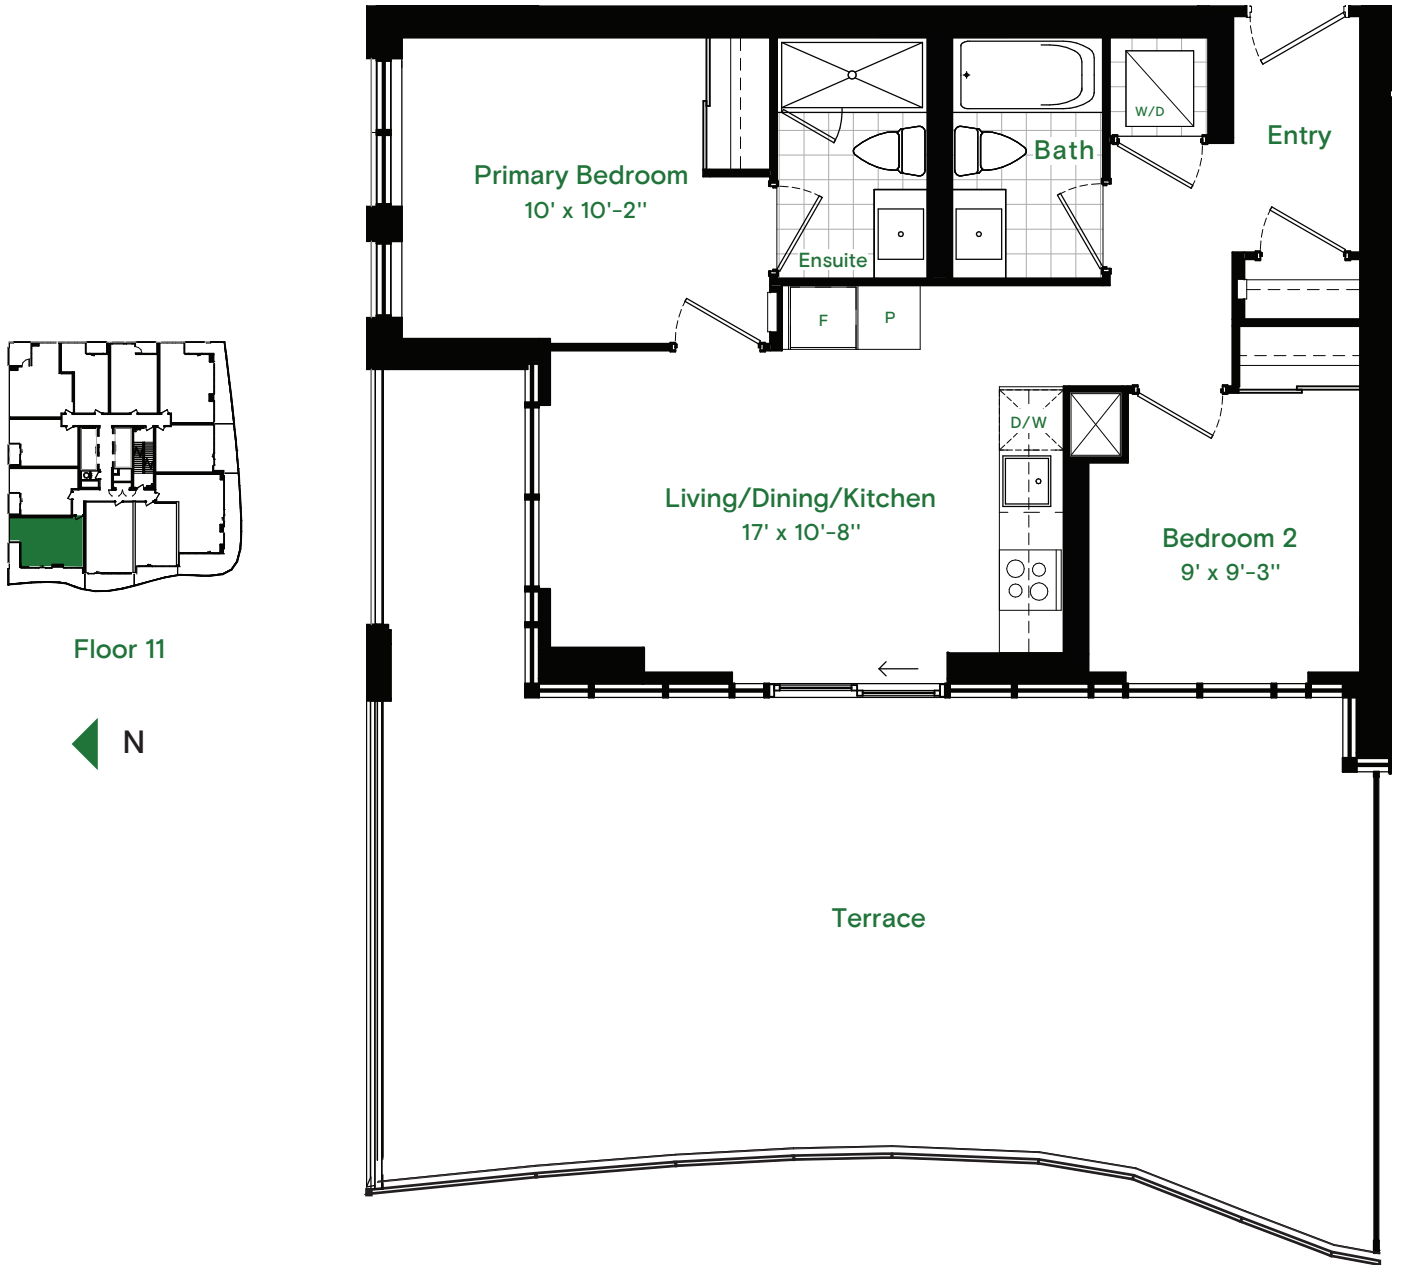 W/D
Entry
Bath
Primary Bedroom
10' x 10'-2''
Ensuite
F
P
D/W
Living/Dining/Kitchen
17' x 10'-8''
Bedroom 2
9' x 9'-3''
Floor 11
N
Terrace